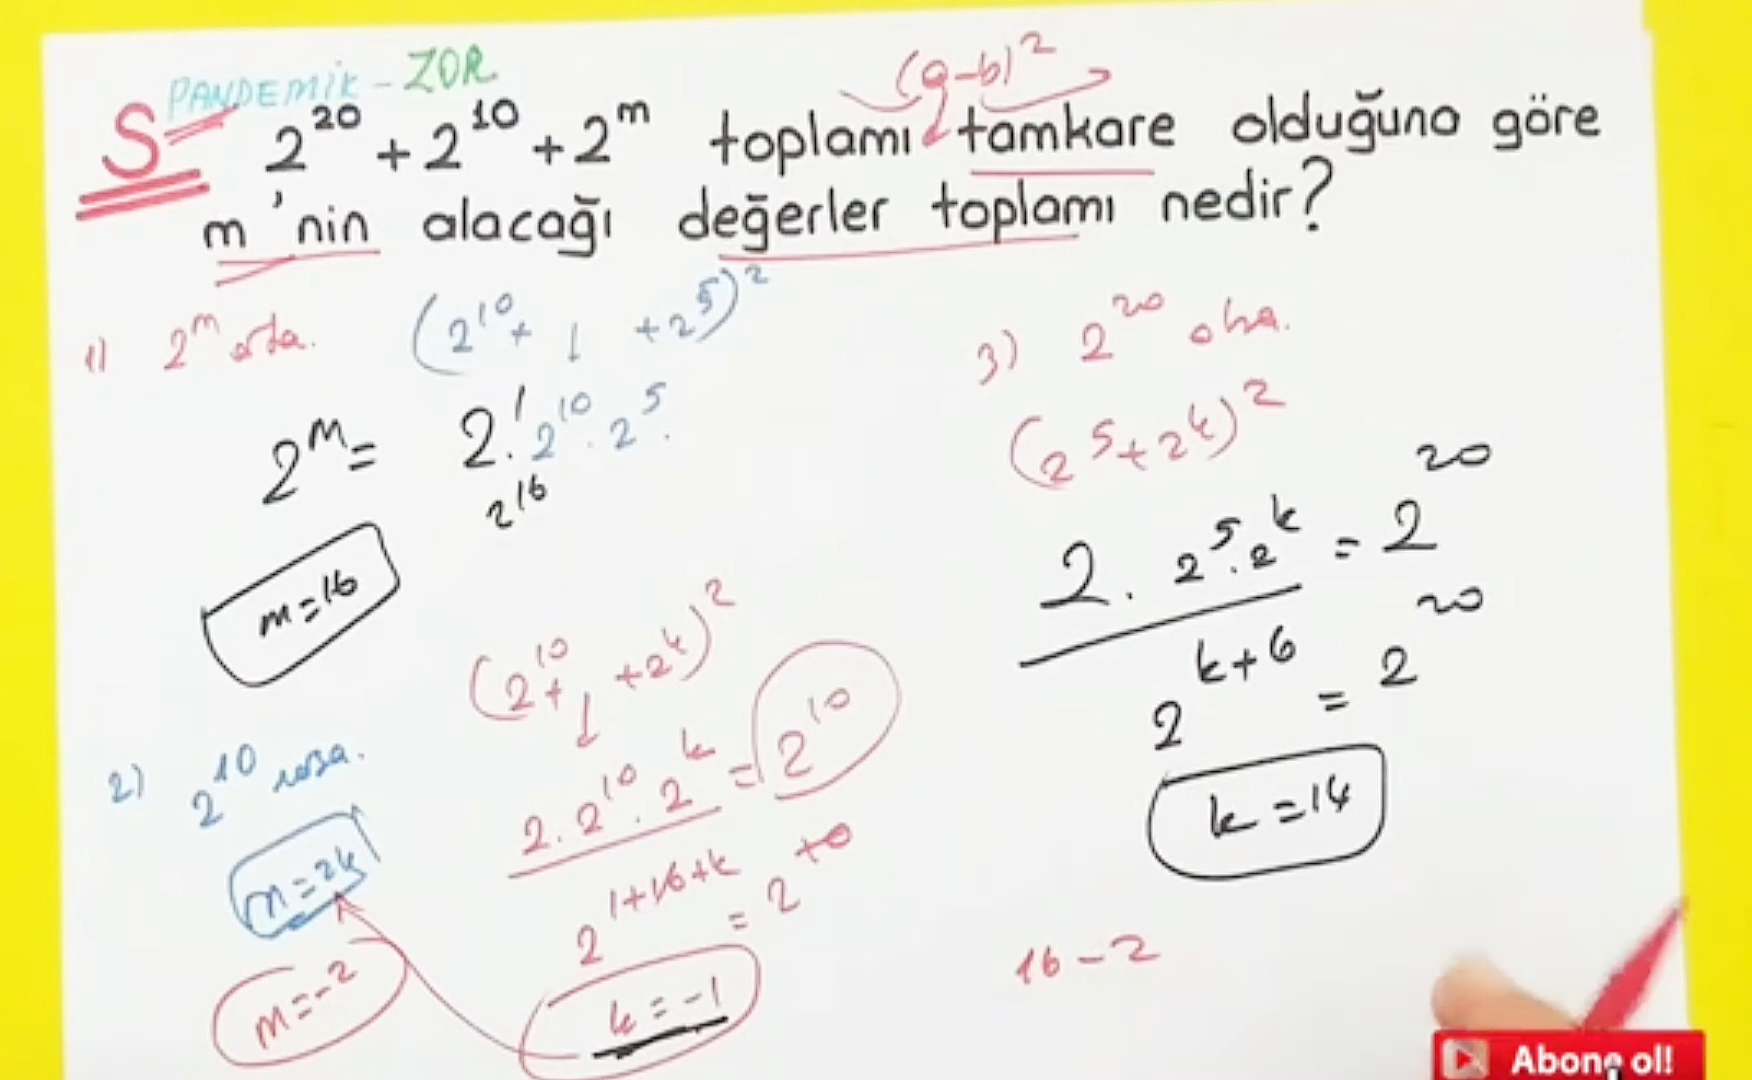 PANDEMİK - ZOR
(a-b)²
S 2²⁰ + 2¹⁰ + 2ᵐ toplamı tamkare olduğuna göre
m'nin alacağı değerler toplamı nedir?
1) 2ᵐ orta.
(2¹⁰ + ↓ + 2⁵)²
2ᵐ = 2¹.2¹⁰.2⁵.
2¹⁶
m=16
2) 2¹⁰
m=2k
m=-2
(2¹⁰ + ↓ + 2ᵏ)²
2.2¹⁰.2ᵏ = 2¹⁰
2¹⁺¹⁰⁺ᵏ = 2¹⁰
k=-1
3) 2²⁰ olsa.
(2⁵+2ᵏ)²
2. 2⁵.2ᵏ = 2²⁰
2ᵏ⁺⁶ = 2²⁰
k=14
16-2
Abone ol!